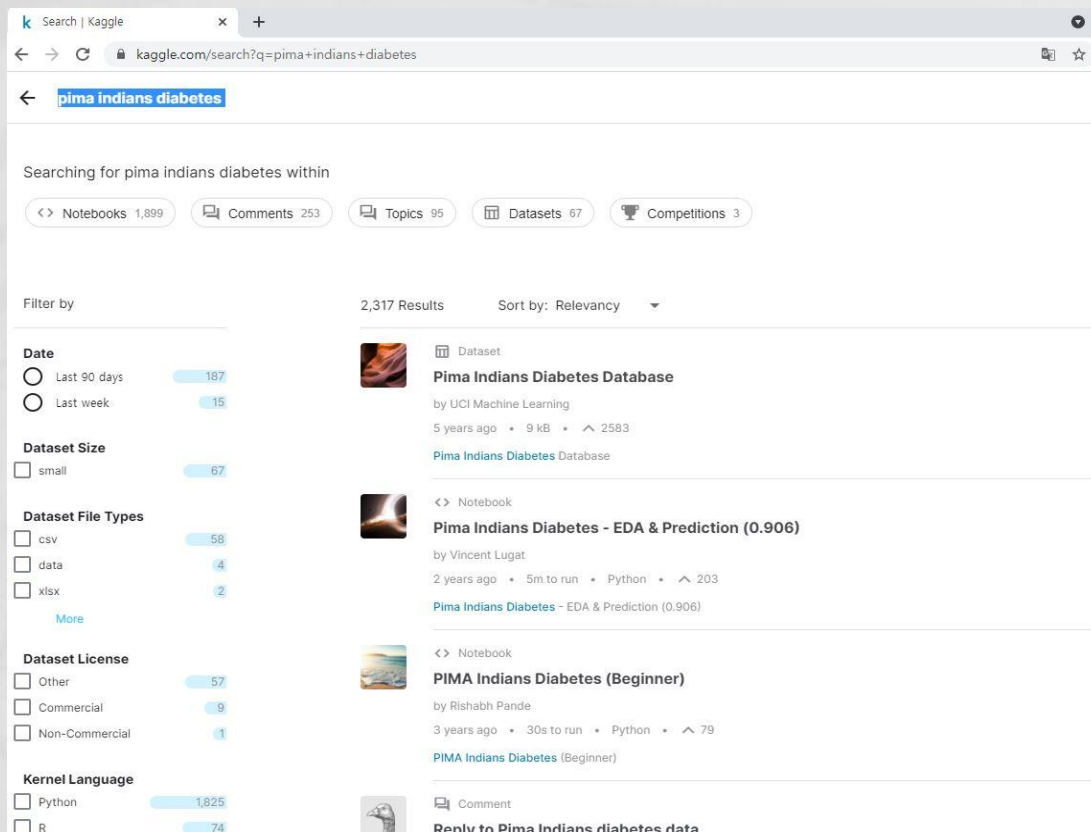 Search | Kaggle
kaggle.com/search?q=pima+indians+diabetes
pima indians diabetes
Searching for pima indians diabetes within
Notebooks 1,899 Comments 253 Topics 95 Datasets 67 Competitions 3
Filter by
Date
Last 90 days 187
Last week 15
Dataset Size
small 67
Dataset File Types
csv 58
data 4
xlsx 2
More
Dataset License
Other 57
Commercial 9
Non-Commercial 1
Kernel Language
Python 1,825
R 74
2,317 Results Sort by: Relevancy
Dataset
Pima Indians Diabetes Database
by UCI Machine Learning
5 years ago • 9 kB • 2583
Pima Indians Diabetes Database
Notebook
Pima Indians Diabetes - EDA & Prediction (0.906)
by Vincent Lugat
2 years ago • 5m to run • Python • 203
Pima Indians Diabetes - EDA & Prediction (0.906)
Notebook
PIMA Indians Diabetes (Beginner)
by Rishabh Pande
3 years ago • 30s to run • Python • 79
PIMA Indians Diabetes (Beginner)
Comment
Reply to Pima Indians diabetes data